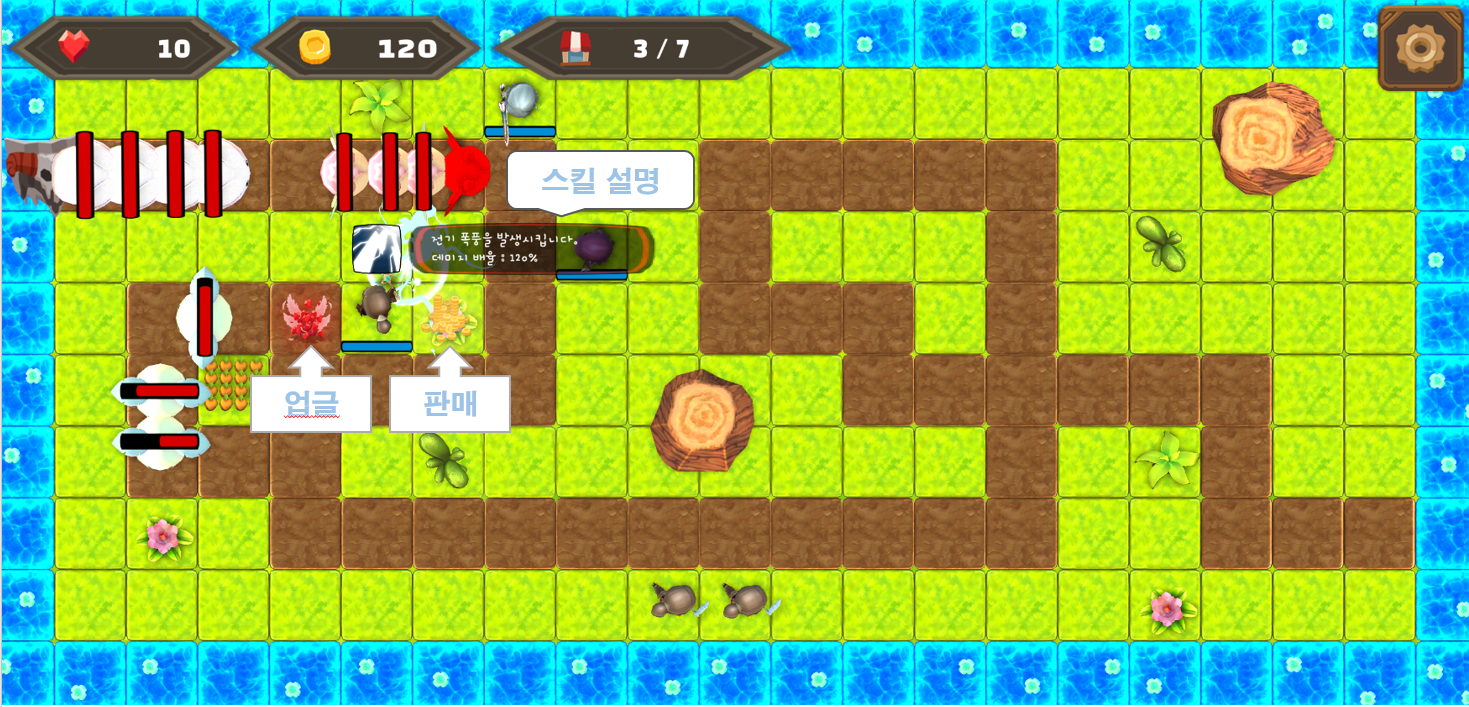 10
120
3 / 7
스킬 설명
전기 폭풍을 발생시킵니다.
데미지 배율 : 120%
업글
판매